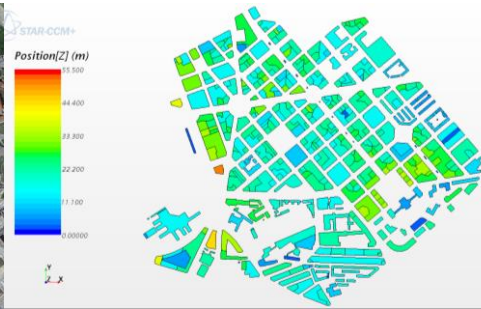 STAR-CCM+
Position[Z] (m)
55.500
44.400
33.300
22.200
11.100
0.00000
Y
Z X